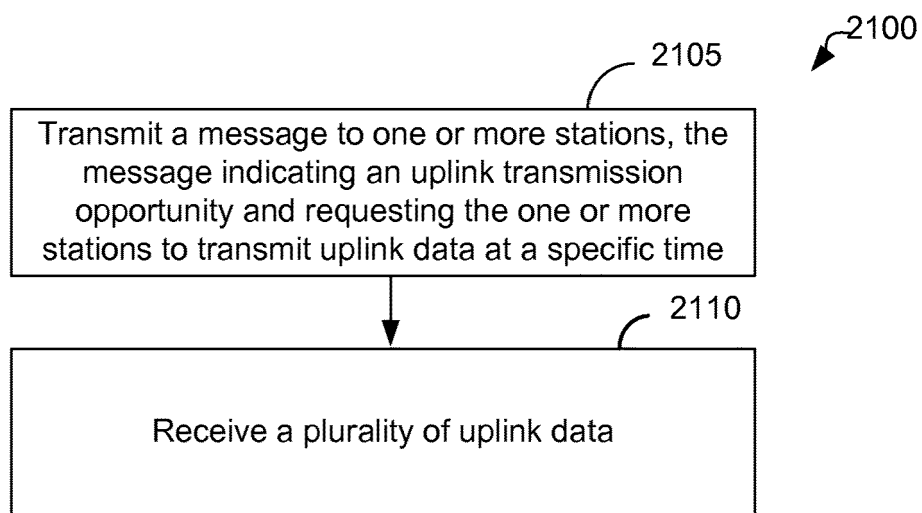 2100
2105
Transmit a message to one or more stations, the
message indicating an uplink transmission
opportunity and requesting the one or more
stations to transmit uplink data at a specific time
2110
Receive a plurality of uplink data